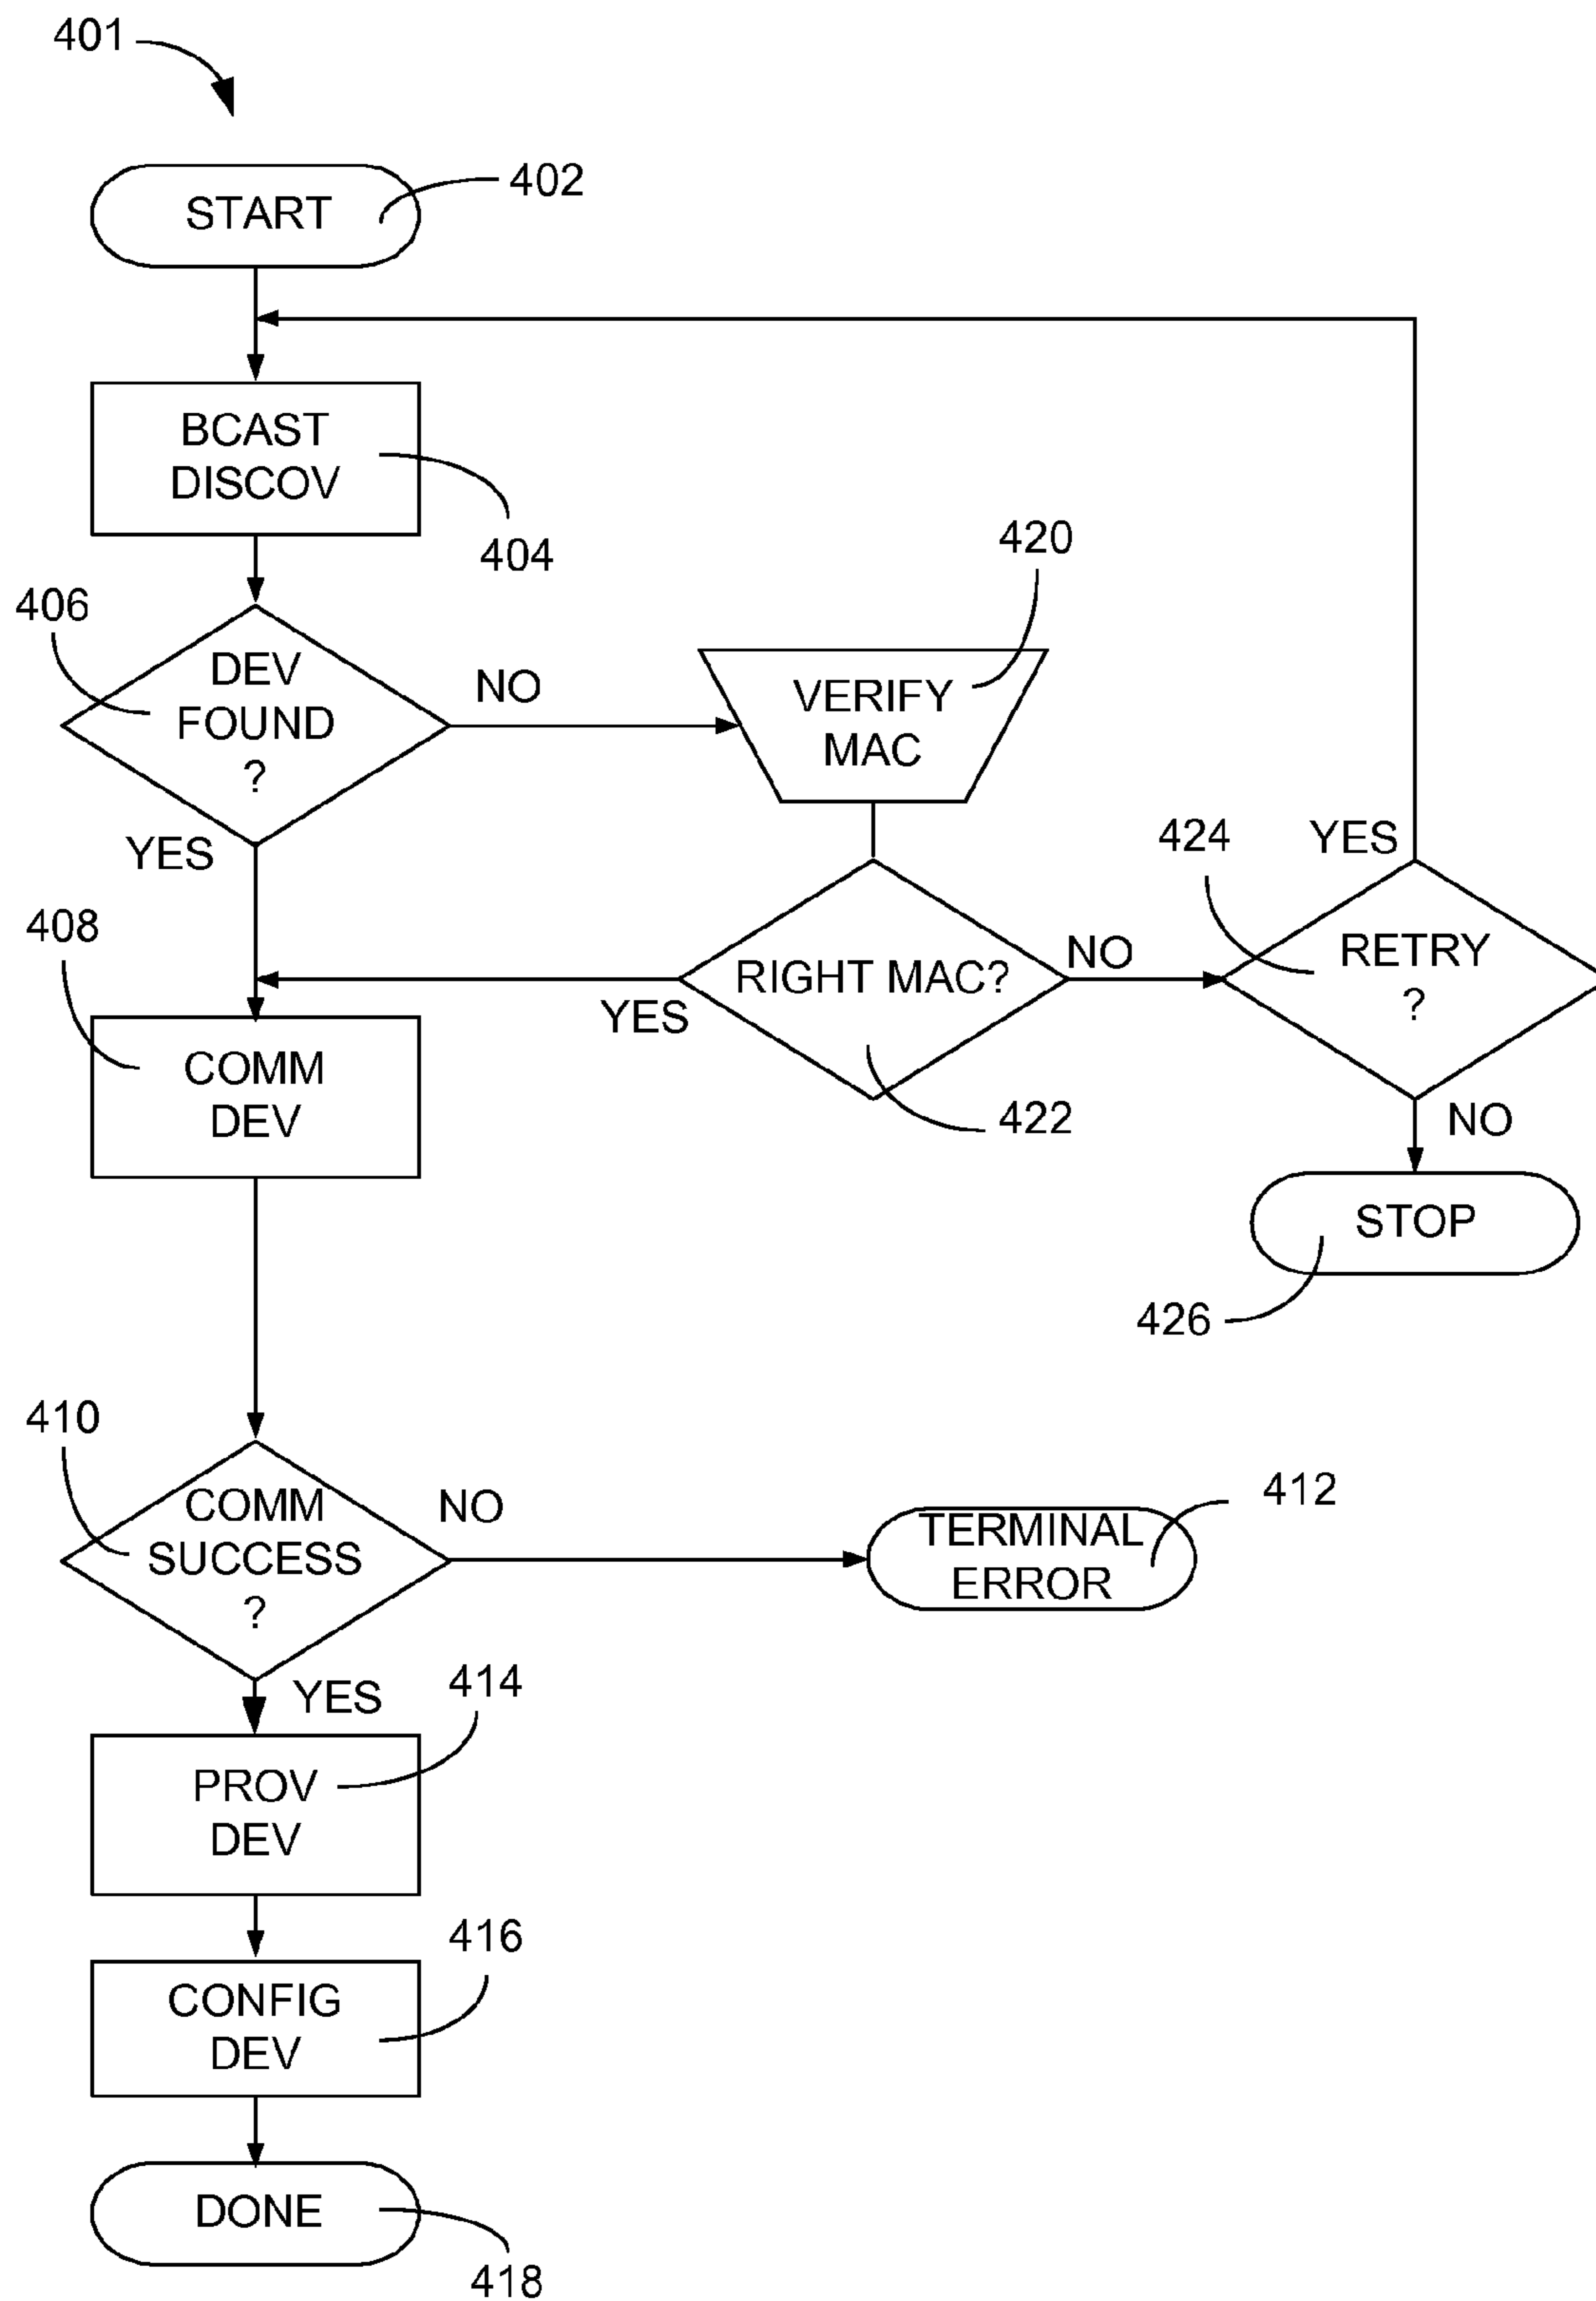 401
START
402
BCAST
DISCOV
404
406
DEV
FOUND
?
NO
YES
420
VERIFY
MAC
RIGHT MAC?
YES
NO
422
424
YES
RETRY
?
NO
STOP
426
408
COMM
DEV
410
COMM
SUCCESS
?
NO
TERMINAL
ERROR
412
YES
PROV
DEV
414
CONFIG
DEV
416
DONE
418